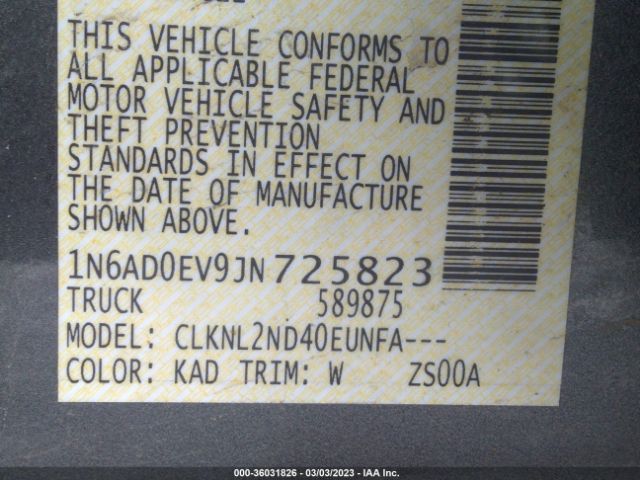 THIS VEHICLE CONFORMS TO
ALL APPLICABLE FEDERAL
MOTOR VEHICLE SAFETY AND
THEFT PREVENTION
STANDARDS IN EFFECT ON
THE DATE OF MANUFACTURE
SHOWN ABOVE.
1N6AD0EV9JN725823
TRUCK 589875
MODEL: CLKNL2ND40EUNFA---
COLOR: KAD TRIM: W ZS00A
000-36031826 - 03/03/2023 - IAA Inc.